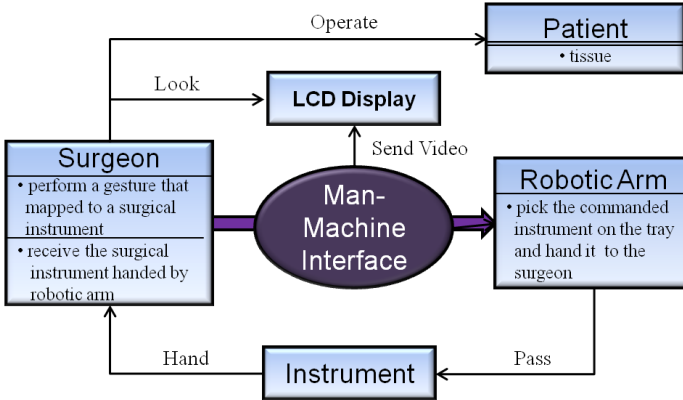 Operate
Patient
• tissue
Look
LCD Display
Send Video
Surgeon
• perform a gesture that
mapped to a surgical
instrument
• receive the surgical
instrument handed by
robotic arm
Man-
Machine
Interface
Robotic Arm
• pick the commanded
instrument on the tray
and hand it to the
surgeon
Hand
Instrument
Pass